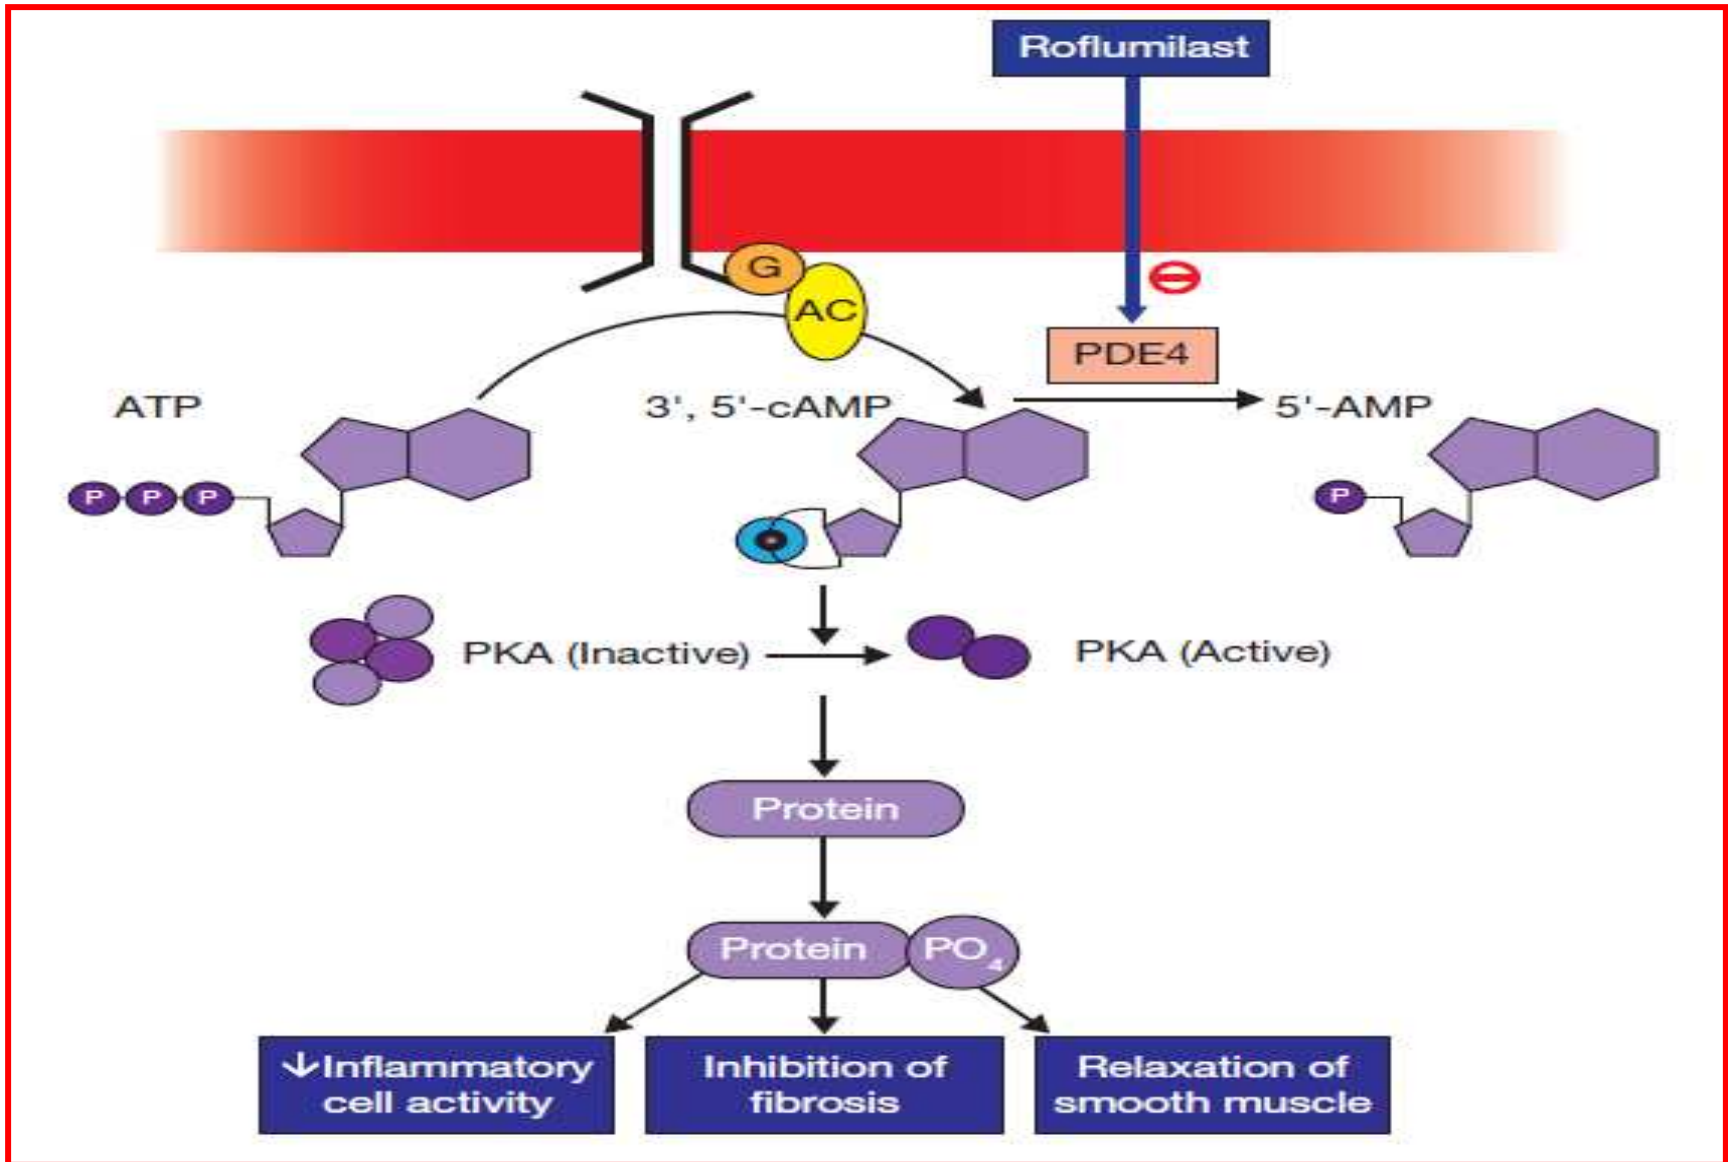 Roflumilast
G
AC
PDE4
ATP
3', 5'-cAMP
5'-AMP
P P P
P
PKA (Inactive)
PKA (Active)
Protein
Protein PO4
↓Inflammatory
cell activity
Inhibition of
fibrosis
Relaxation of
smooth muscle